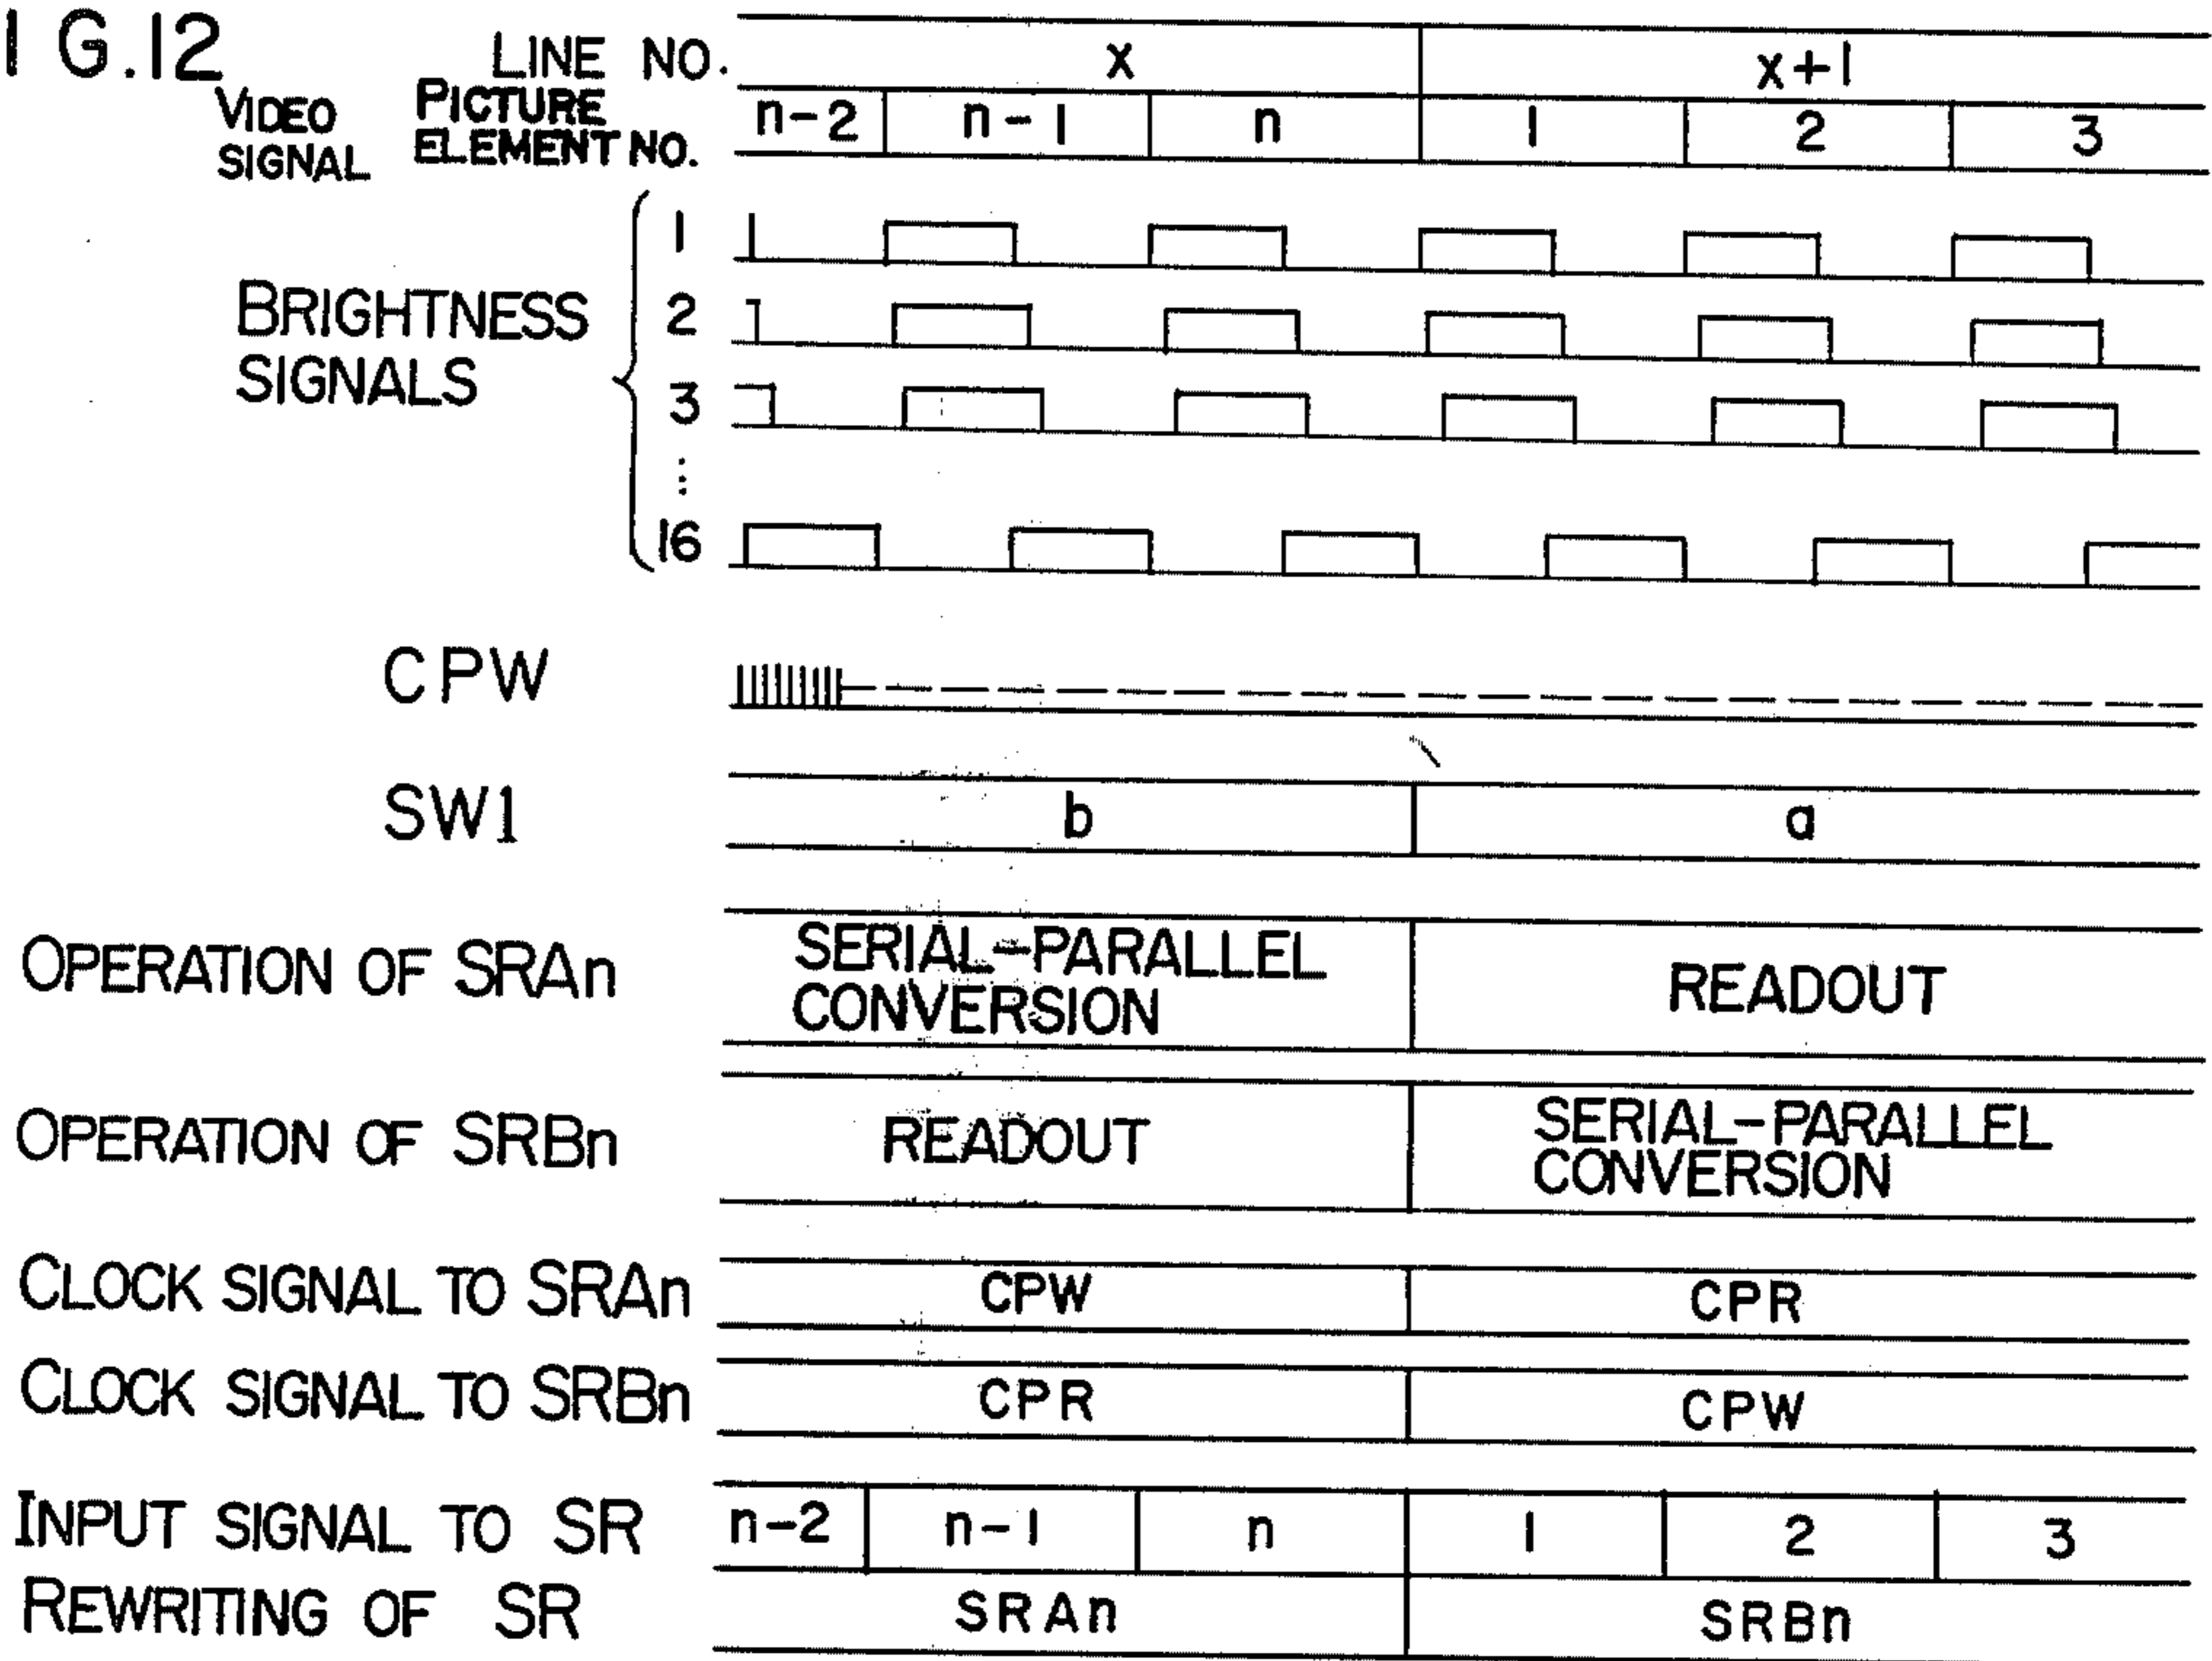 I G.12
LINE NO. x x+1
VIDEO SIGNAL PICTURE ELEMENT NO. n-2 n-1 n 1 2 3
BRIGHTNESS SIGNALS
1
2
3
⋮
16
CPW
SW1 b a
OPERATION OF SRAn SERIAL-PARALLEL CONVERSION READOUT
OPERATION OF SRBn READOUT SERIAL-PARALLEL CONVERSION
CLOCK SIGNAL TO SRAn CPW CPR
CLOCK SIGNAL TO SRBn CPR CPW
INPUT SIGNAL TO SR n-2 n-1 n 1 2 3
REWRITING OF SR SRAn SRBn